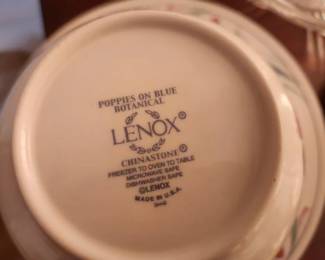 POPPIES ON BLUE
BOTANICAL
LENOX®
CHINASTONE®
FREEZER TO OVEN TO TABLE
MICROWAVE SAFE
DISHWASHER SAFE
©LENOX
MADE IN U.S.A.